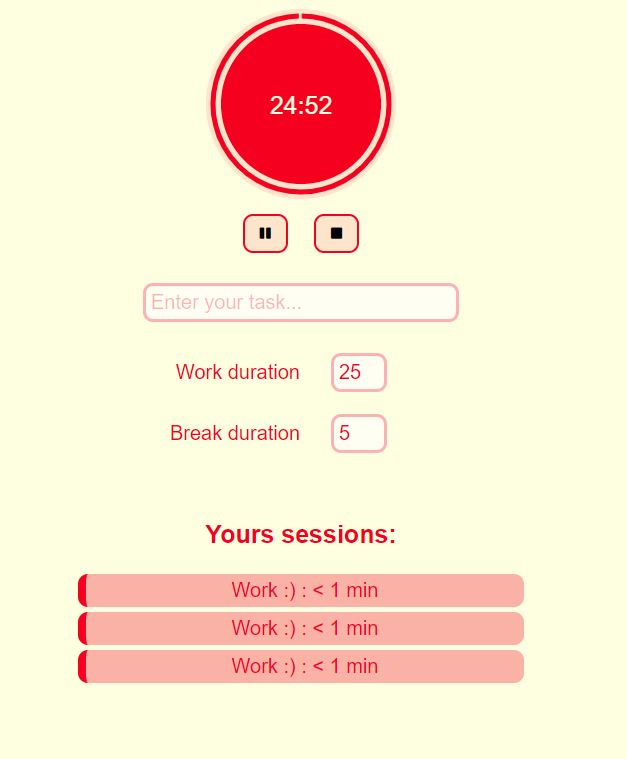 24:52
Enter your task...
Work duration 25
Break duration 5
Yours sessions:
Work :) : < 1 min
Work :) : < 1 min
Work :) : < 1 min